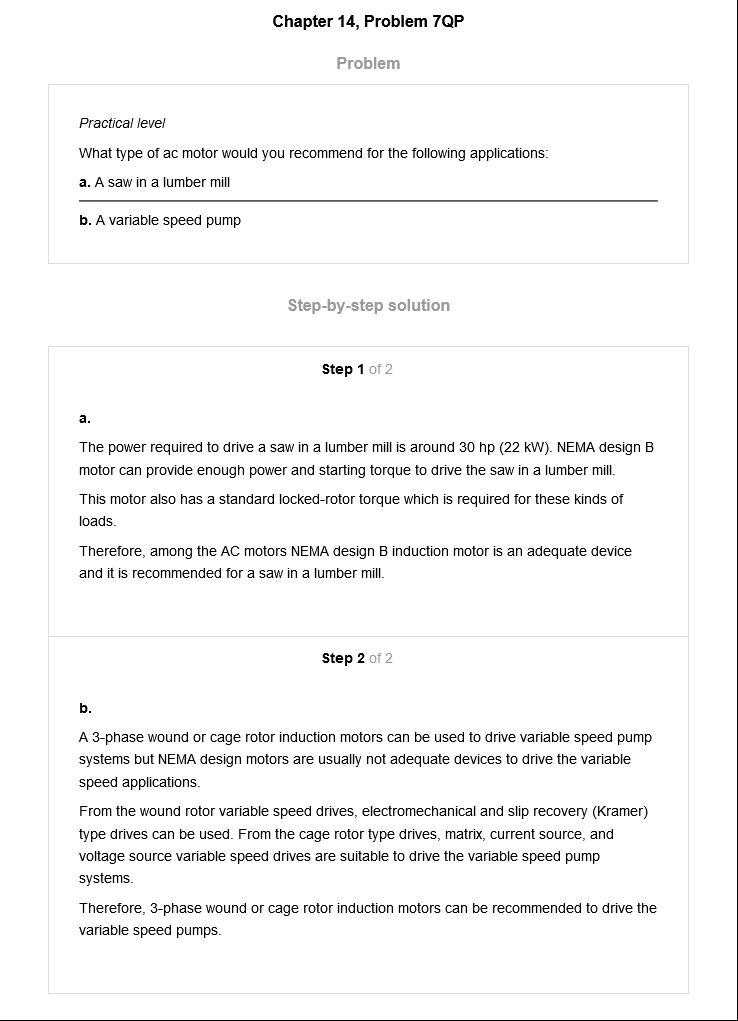 Chapter 14, Problem 7QP
Problem
Practical level
What type of ac motor would you recommend for the following applications:
a. A saw in a lumber mill
b. A variable speed pump
Step-by-step solution
Step 1 of 2
a.
The power required to drive a saw in a lumber mill is around 30 hp (22 kW). NEMA design B
motor can provide enough power and starting torque to drive the saw in a lumber mill.
This motor also has a standard locked-rotor torque which is required for these kinds of
loads.
Therefore, among the AC motors NEMA design B induction motor is an adequate device
and it is recommended for a saw in a lumber mill.
Step 2 of 2
b.
A 3-phase wound or cage rotor induction motors can be used to drive variable speed pump
systems but NEMA design motors are usually not adequate devices to drive the variable
speed applications.
From the wound rotor variable speed drives, electromechanical and slip recovery (Kramer)
type drives can be used. From the cage rotor type drives, matrix, current source, and
voltage source variable speed drives are suitable to drive the variable speed pump
systems.
Therefore, 3-phase wound or cage rotor induction motors can be recommended to drive the
variable speed pumps.